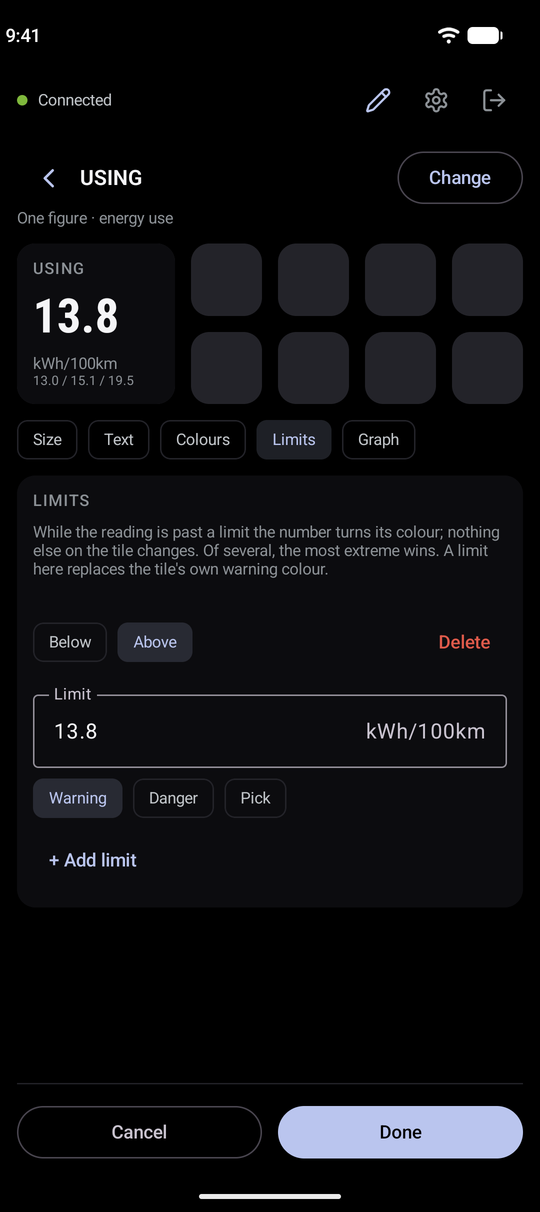 9:41
Connected
USING
Change
One figure · energy use
USING
13.8
kWh/100km
13.0 / 15.1 / 19.5
Size
Text
Colours
Limits
Graph
LIMITS
While the reading is past a limit the number turns its colour; nothing
else on the tile changes. Of several, the most extreme wins. A limit
here replaces the tile's own warning colour.
Below
Above
Delete
Limit
13.8
kWh/100km
Warning
Danger
Pick
+ Add limit
Cancel
Done